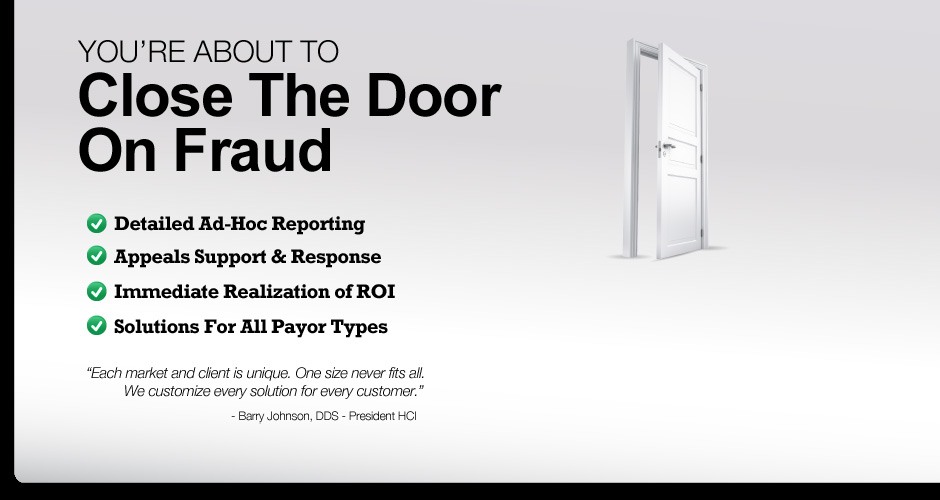 YOU'RE ABOUT TO
Close The Door
On Fraud
Detailed Ad-Hoc Reporting
Appeals Support & Response
Immediate Realization of ROI
Solutions For All Payor Types
“Each market and client is unique. One size never fits all.
We customize every solution for every customer.”
- Barry Johnson, DDS - President HCI